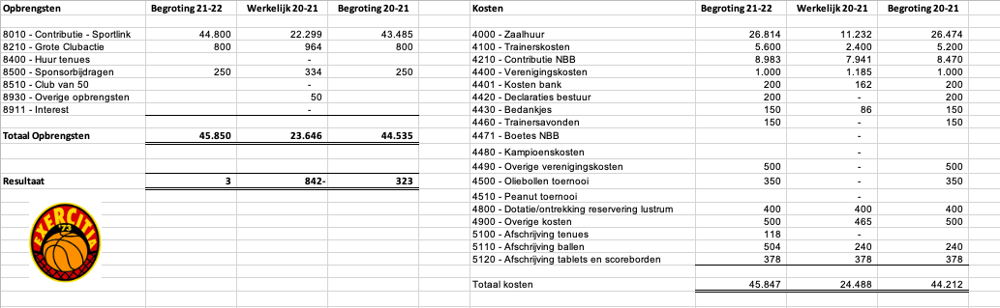 Opbrengsten Begroting 21-22 Werkelijk 20-21 Begroting 20-21
8010 - Contributie - Sportlink 44.800 22.299 43.485
8210 - Grote Clubactie 800 964 800
8400 - Huur tenues -
8500 - Sponsorbijdragen 250 334 250
8510 - Club van 50 -
8930 - Overige opbrengsten 50
8911 - Interest -
Totaal Opbrengsten 45.850 23.646 44.535
Resultaat 3 842- 323
EXERCITIA
'73
Kosten Begroting 21-22 Werkelijk 20-21 Begroting 20-21
4000 - Zaalhuur 26.814 11.232 26.474
4100 - Trainerskosten 5.600 2.400 5.200
4210 - Contributie NBB 8.983 7.941 8.470
4400 - Verenigingskosten 1.000 1.185 1.000
4401 - Kosten bank 200 162 200
4420 - Declaraties bestuur 200 - 200
4430 - Bedankjes 150 86 150
4460 - Trainersavonden 150 - 150
4471 - Boetes NBB -
4480 - Kampioenskosten -
4490 - Overige verenigingskosten 500 - 500
4500 - Oliebollen toernooi 350 - 350
4510 - Peanut toernooi -
4800 - Dotatie/ontrekking reservering lustrum 400 400 400
4900 - Overige kosten 500 465 500
5100 - Afschrijving tenues 118 -
5110 - Afschrijving ballen 504 240 240
5120 - Afschrijving tablets en scoreborden 378 378 378
Totaal kosten 45.847 24.488 44.212